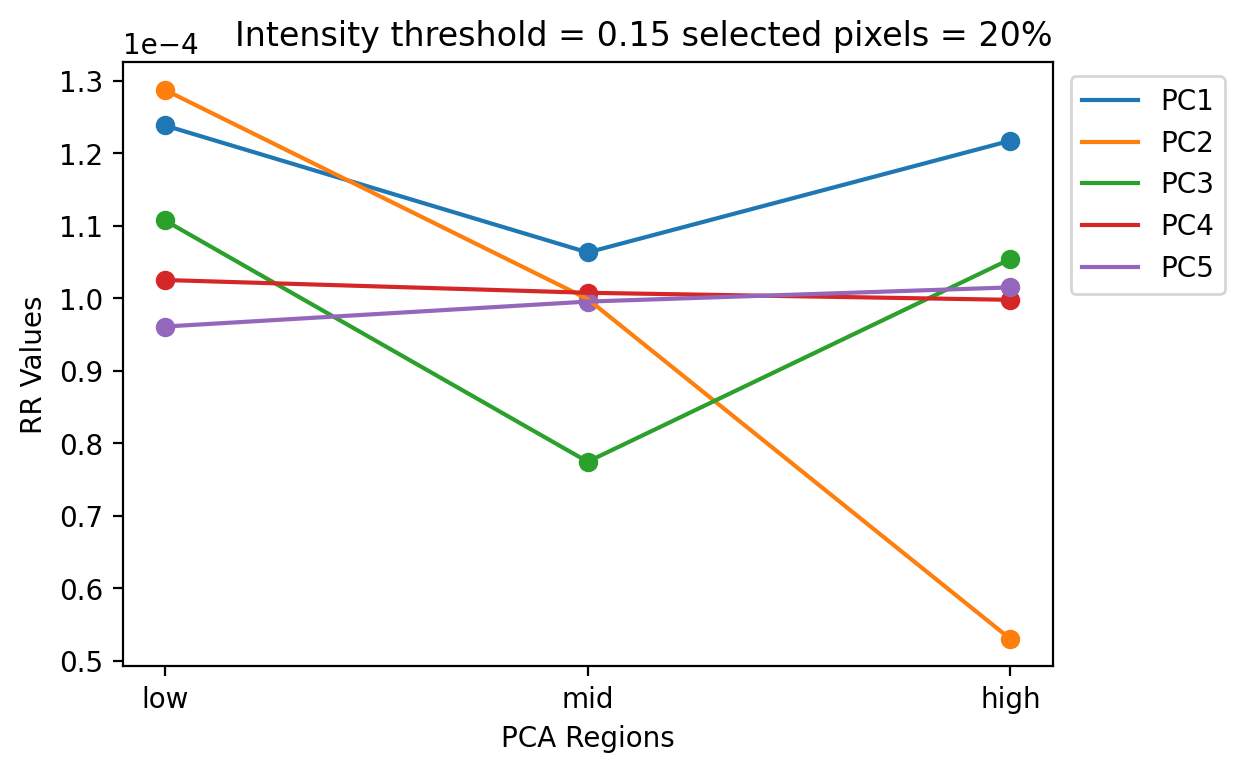 1e−4
Intensity threshold = 0.15 selected pixels = 20%
1.3
1.2
1.1
1.0
0.9
0.8
0.7
0.6
0.5
RR Values
low
mid
high
PCA Regions
PC1
PC2
PC3
PC4
PC5